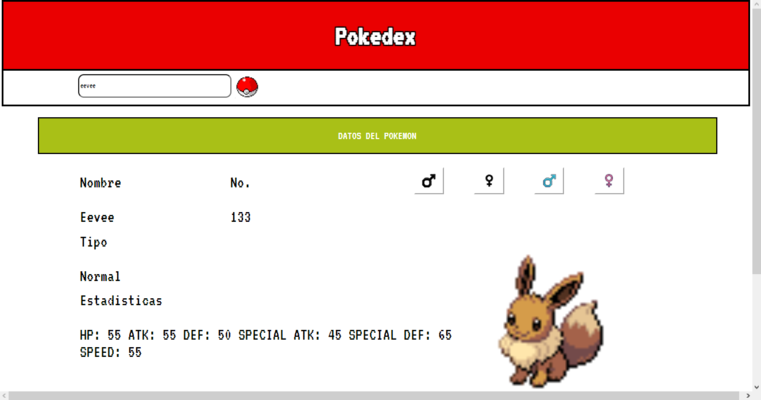 Pokedex
eevee
DATOS DEL POKEMON
Nombre No. ♂ ♀ ♂ ♀
Eevee 133
Tipo
Normal
Estadisticas
HP: 55 ATK: 55 DEF: 50 SPECIAL ATK: 45 SPECIAL DEF: 65
SPEED: 55